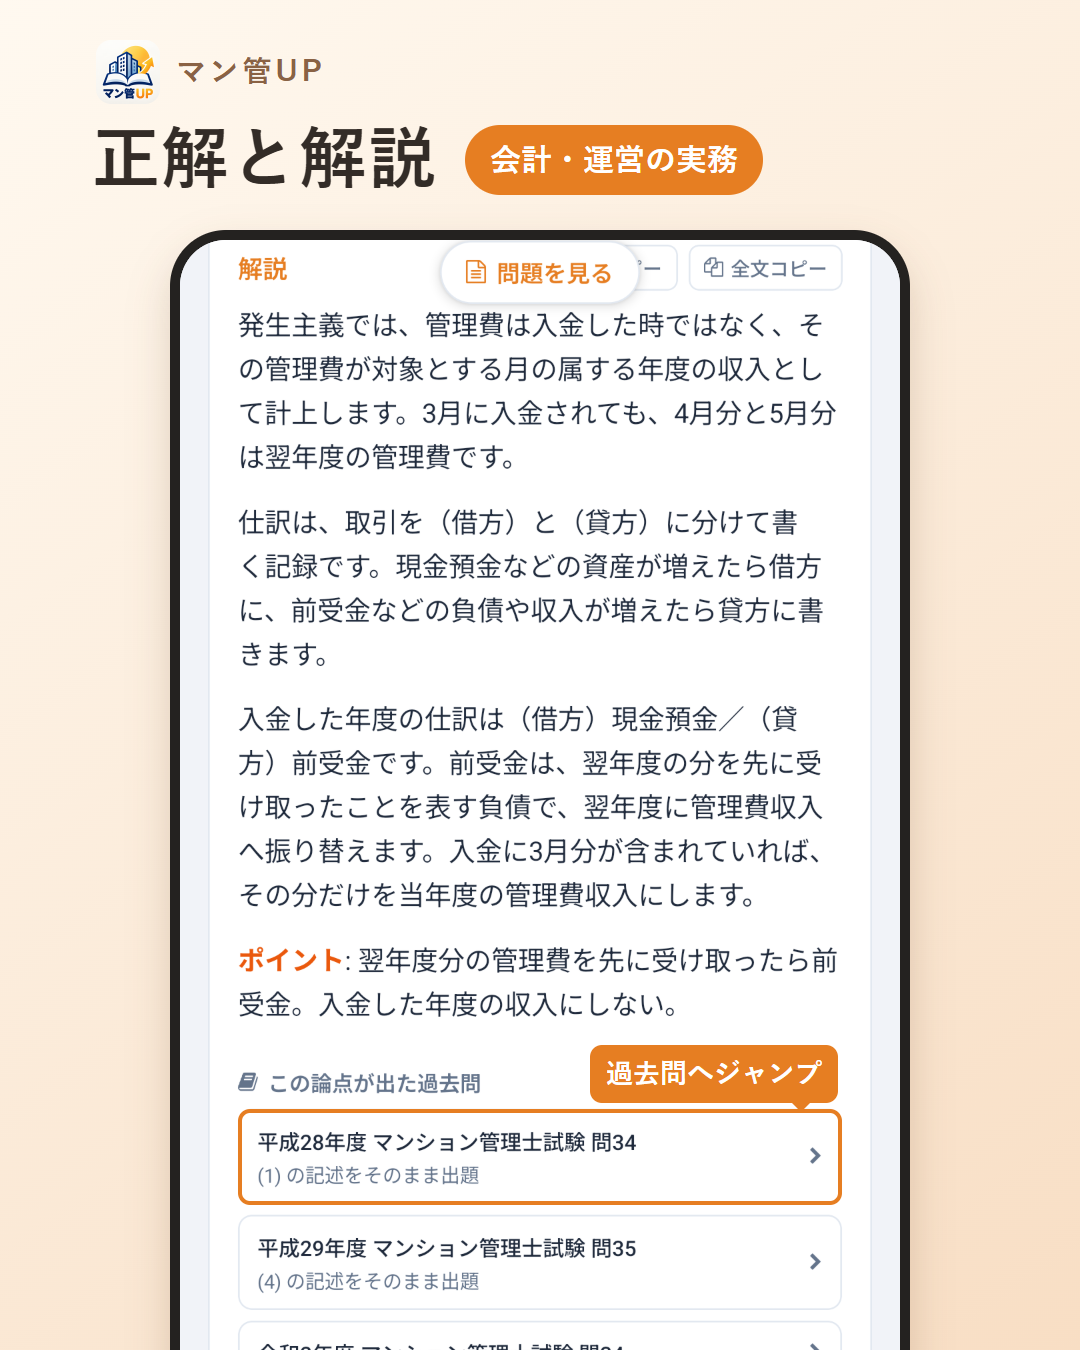 マン管UP
マン管UP
正解と解説
会計・運営の実務
解説
問題を見る
ピー
全文コピー
発生主義では、管理費は入金した時ではなく、そ
の管理費が対象とする月の属する年度の収入とし
て計上します。3月に入金されても、4月分と5月分
は翌年度の管理費です。
仕訳は、取引を（借方）と（貸方）に分けて書
く記録です。現金預金などの資産が増えたら借方
に、前受金などの負債や収入が増えたら貸方に書
きます。
入金した年度の仕訳は（借方）現金預金／（貸
方）前受金です。前受金は、翌年度の分を先に受
け取ったことを表す負債で、翌年度に管理費収入
へ振り替えます。入金に3月分が含まれていれば、
その分だけを当年度の管理費収入にします。
ポイント: 翌年度分の管理費を先に受け取ったら前
受金。入金した年度の収入にしない。
この論点が出た過去問
過去問へジャンプ
平成28年度 マンション管理士試験 問34
(1) の記述をそのまま出題
平成29年度 マンション管理士試験 問35
(4) の記述をそのまま出題